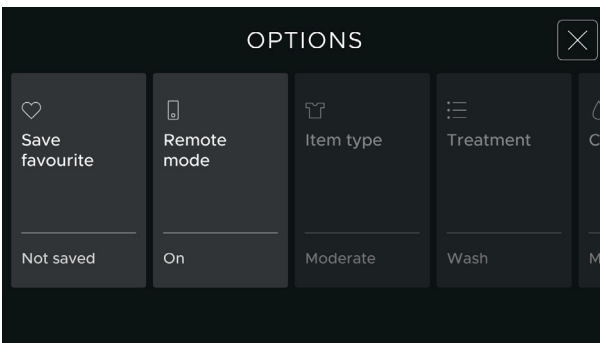 OPTIONS
Save
favourite
Not saved
Remote
mode
On
Item type
Moderate
Treatment
Wash
C
M